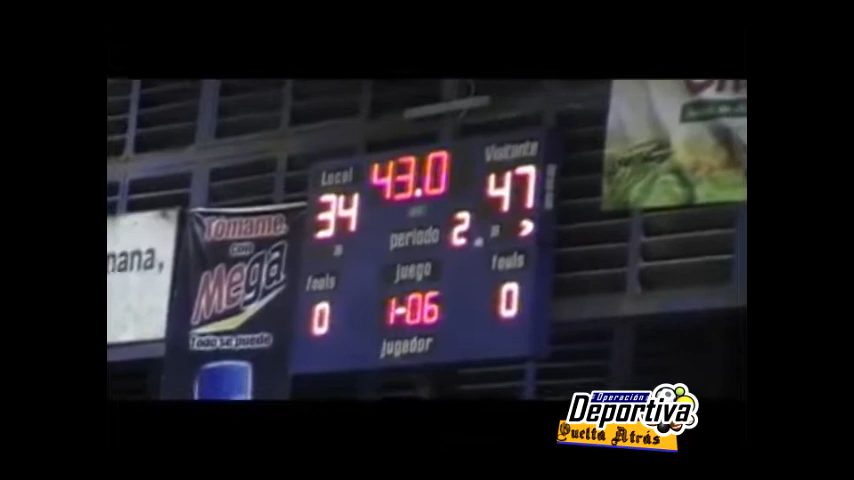 Local
43.0
Visitante
34
47
periodo
2
fouls
juego
fouls
0
1-06
0
jugador
mana,
Tomame
con
Mega
Todo se puede
Operación
Deportiva
Vuelta Atrás